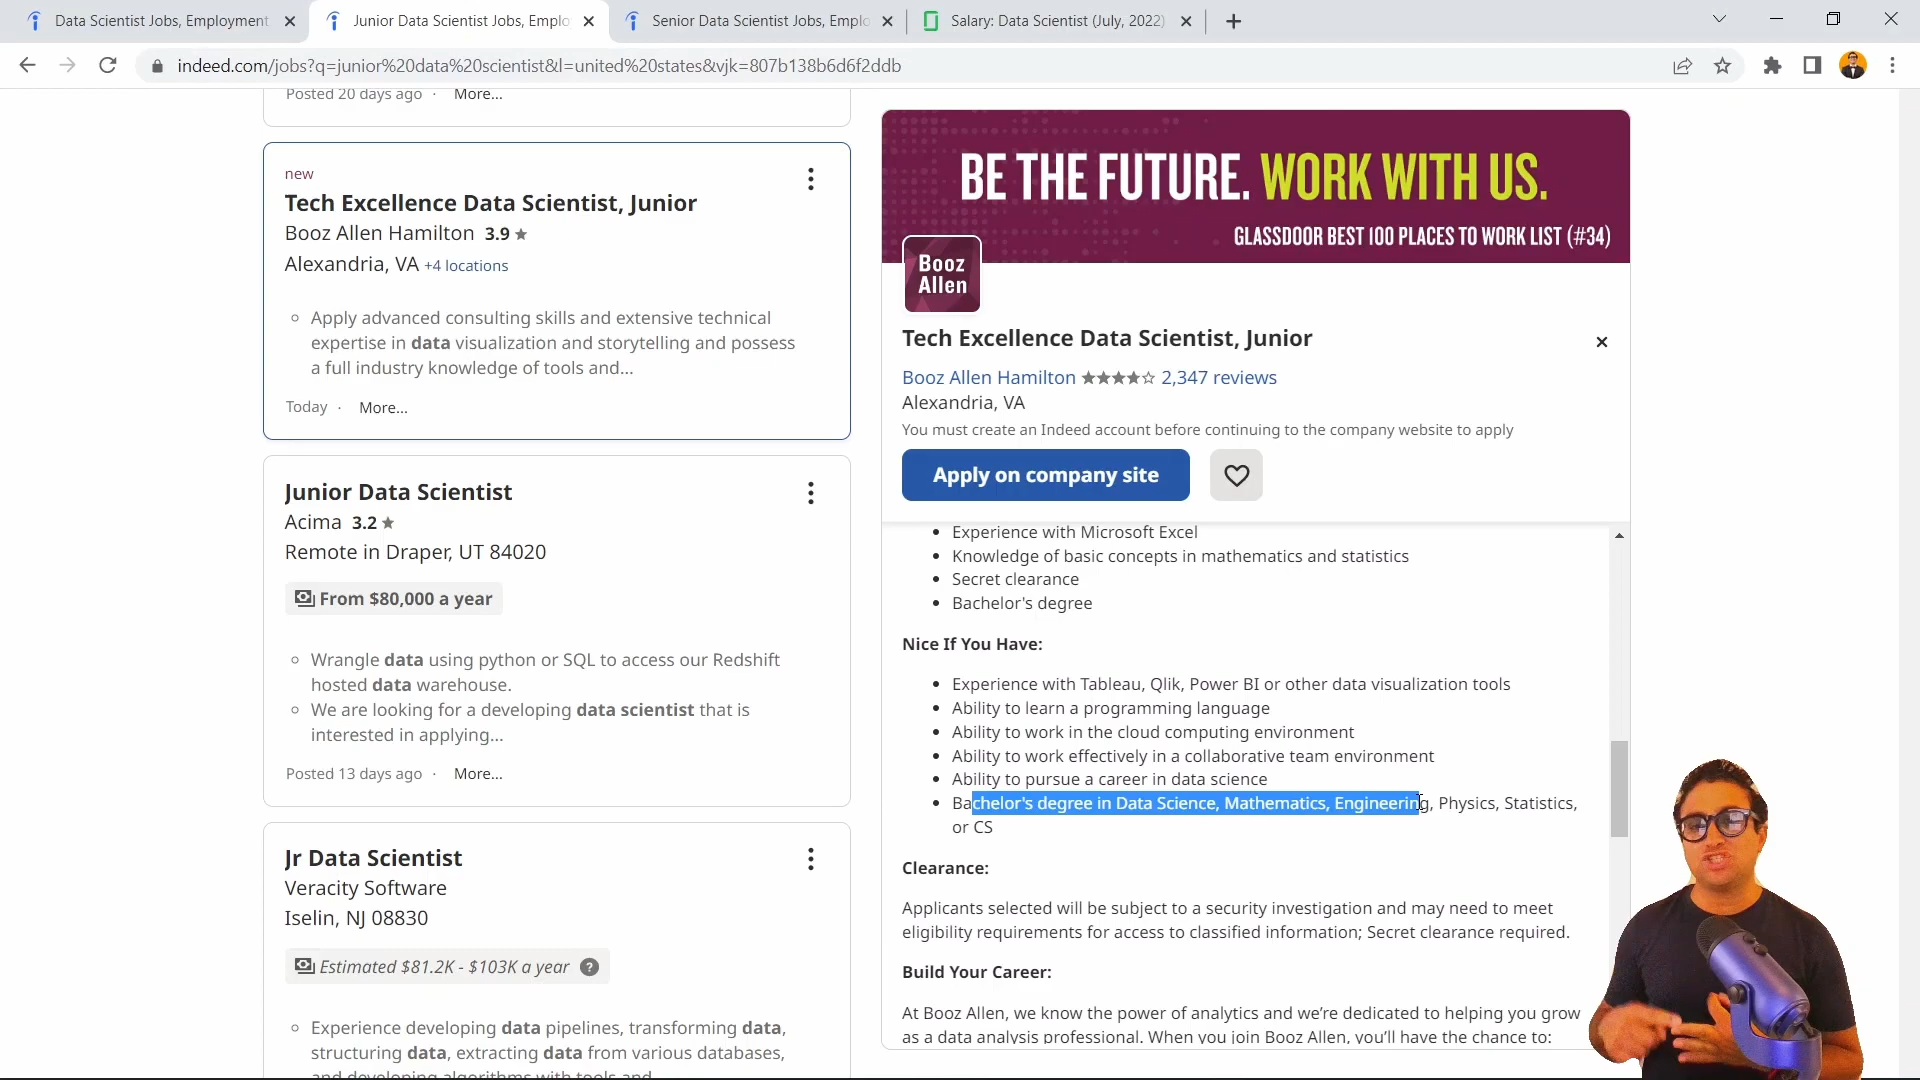 Data Scientist Jobs, Employment
Junior Data Scientist Jobs, Emplo
Senior Data Scientist Jobs, Emplo
Salary: Data Scientist (July, 2022)
indeed.com/jobs?q=junior%20data%20scientist&l=united%20states&vjk=807b138b6d6f2ddb
Posted 20 days ago · More...
new
Tech Excellence Data Scientist, Junior
Booz Allen Hamilton 3.9
Alexandria, VA +4 locations
Apply advanced consulting skills and extensive technical
expertise in data visualization and storytelling and possess
a full industry knowledge of tools and...
Today · More...
Junior Data Scientist
Acima 3.2
Remote in Draper, UT 84020
From $80,000 a year
Wrangle data using python or SQL to access our Redshift
hosted data warehouse.
We are looking for a developing data scientist that is
interested in applying...
Posted 13 days ago · More...
Jr Data Scientist
Veracity Software
Iselin, NJ 08830
Estimated $81.2K - $103K a year ?
Experience developing data pipelines, transforming data,
structuring data, extracting data from various databases,
and developing algorithms with tools and
BE THE FUTURE. WORK WITH US.
GLASSDOOR BEST 100 PLACES TO WORK LIST (#34)
Booz
Allen
Tech Excellence Data Scientist, Junior
Booz Allen Hamilton 2,347 reviews
Alexandria, VA
You must create an Indeed account before continuing to the company website to apply
Apply on company site
Experience with Microsoft Excel
Knowledge of basic concepts in mathematics and statistics
Secret clearance
Bachelor's degree
Nice If You Have:
Experience with Tableau, Qlik, Power BI or other data visualization tools
Ability to learn a programming language
Ability to work in the cloud computing environment
Ability to work effectively in a collaborative team environment
Ability to pursue a career in data science
Bachelor's degree in Data Science, Mathematics, Engineering, Physics, Statistics,
or CS
Clearance:
Applicants selected will be subject to a security investigation and may need to meet
eligibility requirements for access to classified information; Secret clearance required.
Build Your Career:
At Booz Allen, we know the power of analytics and we're dedicated to helping you grow
as a data analysis professional. When you join Booz Allen, you'll have the chance to: